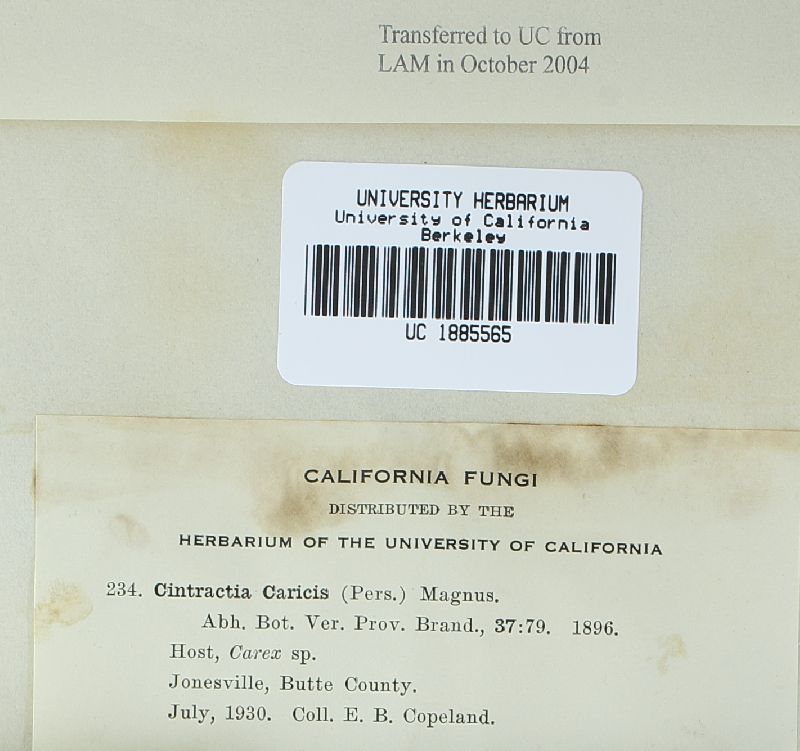 Transferred to UC from
LAM in October 2004
UNIVERSITY HERBARIUM
University of California
Berkeley
UC 1885565
CALIFORNIA FUNGI
DISTRIBUTED BY THE
HERBARIUM OF THE UNIVERSITY OF CALIFORNIA
234. Cintractia Caricis (Pers.) Magnus.
Abh. Bot. Ver. Prov. Brand., 37:79. 1896.
Host, Carex sp.
Jonesville, Butte County.
July, 1930. Coll. E. B. Copeland.